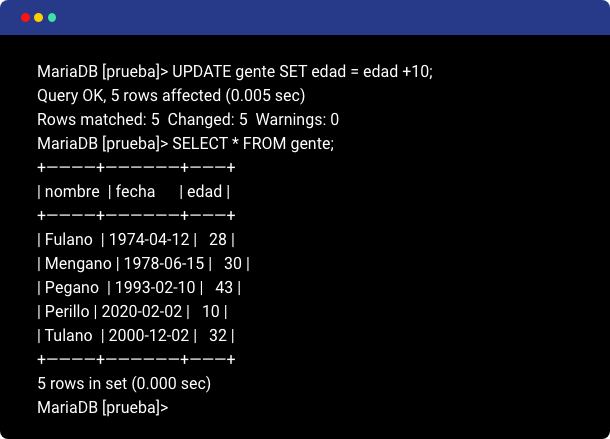 MariaDB [prueba]> UPDATE gente SET edad = edad +10;
Query OK, 5 rows affected (0.005 sec)
Rows matched: 5  Changed: 5  Warnings: 0
MariaDB [prueba]> SELECT * FROM gente;
+————+——————+———+
| nombre  | fecha      | edad |
+————+——————+———+
| Fulano  | 1974-04-12 |   28 |
| Mengano | 1978-06-15 |   30 |
| Pegano  | 1993-02-10 |   43 |
| Perillo | 2020-02-02 |   10 |
| Tulano  | 2000-12-02 |   32 |
+————+——————+———+
5 rows in set (0.000 sec)
MariaDB [prueba]>